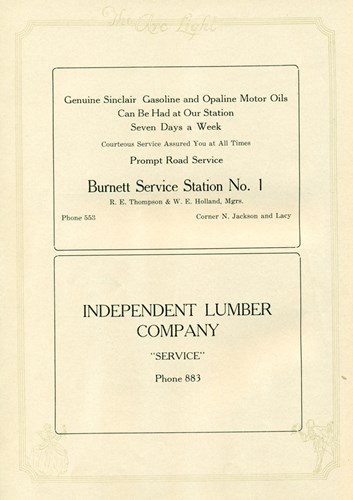 The Arc Light
Genuine Sinclair Gasoline and Opaline Motor Oils
Can Be Had at Our Station
Seven Days a Week
Courteous Service Assured You at All Times
Prompt Road Service
Burnett Service Station No. 1
R. E. Thompson & W. E. Holland, Mgrs.
Phone 553 Corner N. Jackson and Lacy
INDEPENDENT LUMBER
COMPANY
"SERVICE"
Phone 883